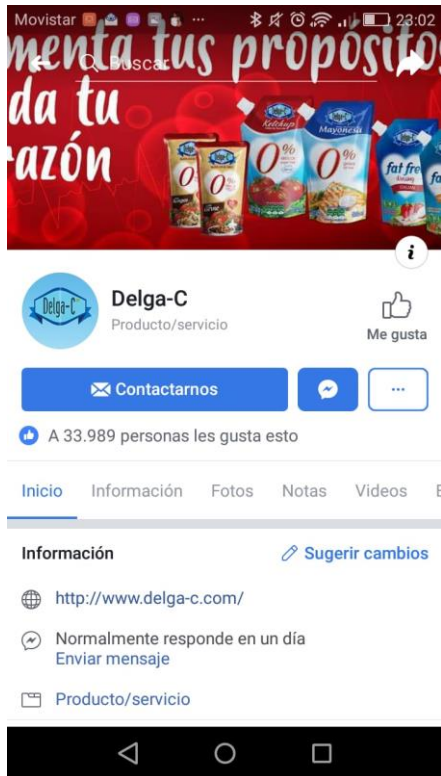 Movistar ... 23:02
menta tus propósito
Buscar
da tu
azón
Ketchup
Mayonesa
0%
0%
0%
0%
fat free
fa
Delga-C
Delga-C
Producto/servicio
Me gusta
Contactarnos
...
A 33.989 personas les gusta esto
Inicio Información Fotos Notas Videos E
Información Sugerir cambios
http://www.delga-c.com/
Normalmente responde en un día
Enviar mensaje
Producto/servicio